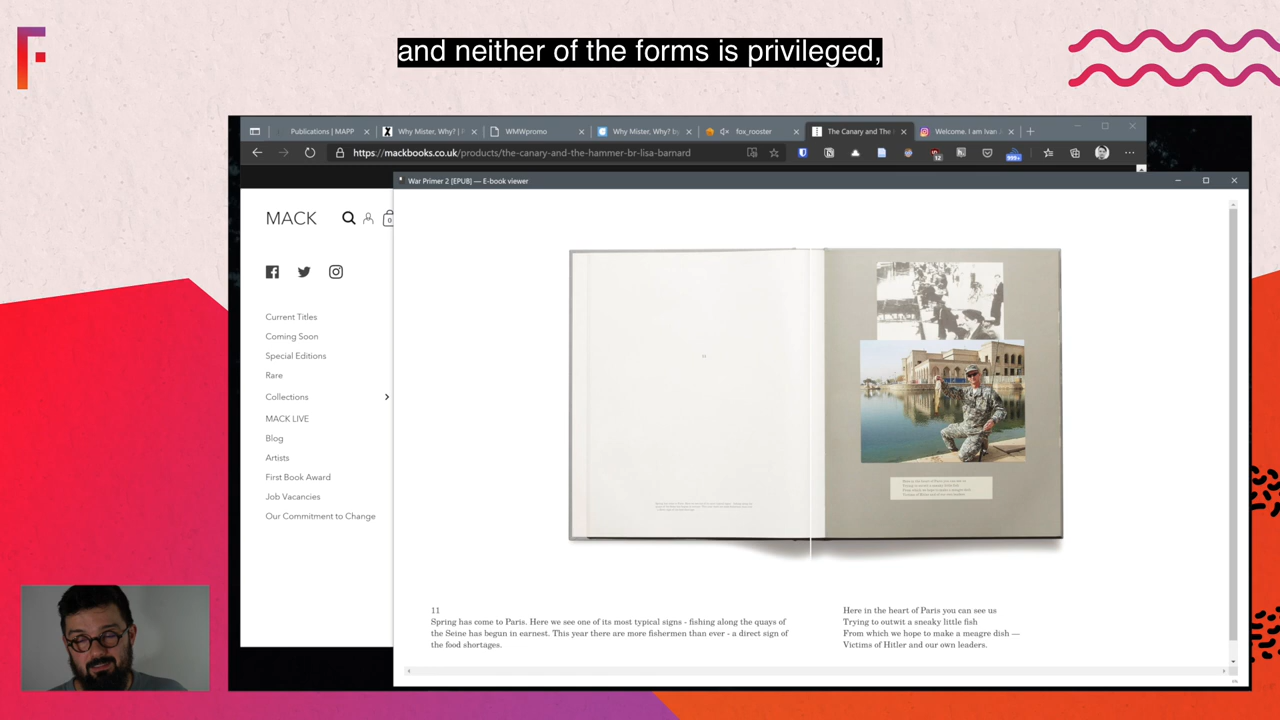 and neither of the forms is privileged,
Publications | MAPP
Why Mister, Why? | P
WMWpromo
Why Mister, Why? by
fox_rooster
The Canary and The
Welcome. I am Ivan
https://mackbooks.co.uk/products/the-canary-and-the-hammer-br-lisa-barnard
12
999+
War Primer 2 [EPUB] — E-book viewer
MACK
0
Current Titles
Coming Soon
Special Editions
Rare
Collections
MACK LIVE
Blog
Artists
First Book Award
Job Vacancies
Our Commitment to Change
11
Spring has come to Paris. Here we see one of its most typical signs - fishing along the quays of
the Seine has begun in earnest. This year there are more fishermen than ever - a direct sign of
the food shortages.
Here in the heart of Paris you can see us
Trying to outwit a sneaky little fish
From which we hope to make a meagre dish —
Victims of Hitler and our own leaders.